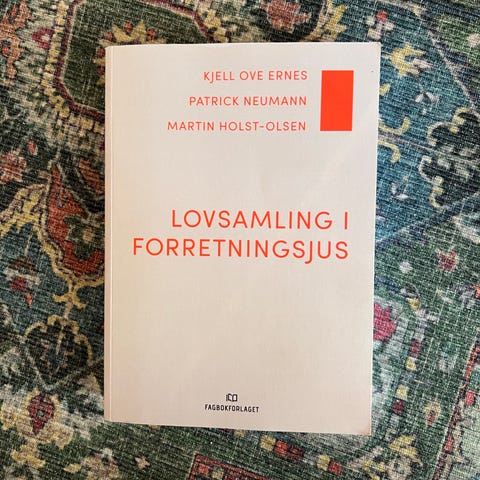 KJELL OVE ERNES
PATRICK NEUMANN
MARTIN HOLST-OLSEN
LOVSAMLING I
FORRETNINGSJUS
FAGBOKFORLAGET